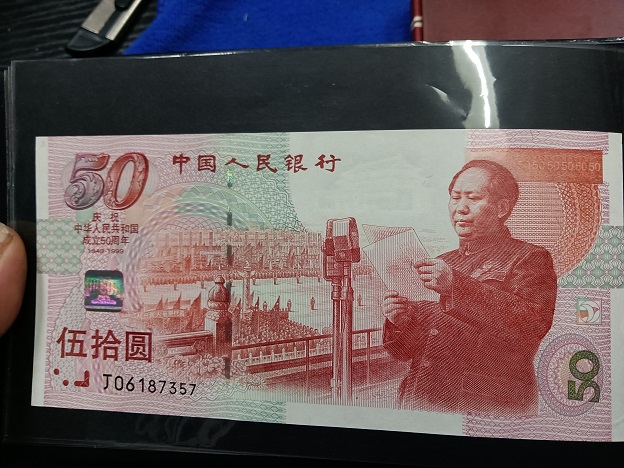 50
中国人民银行
庆祝
中华人民共和国
成立50周年
1949-1999
伍拾圆
J06187357
50